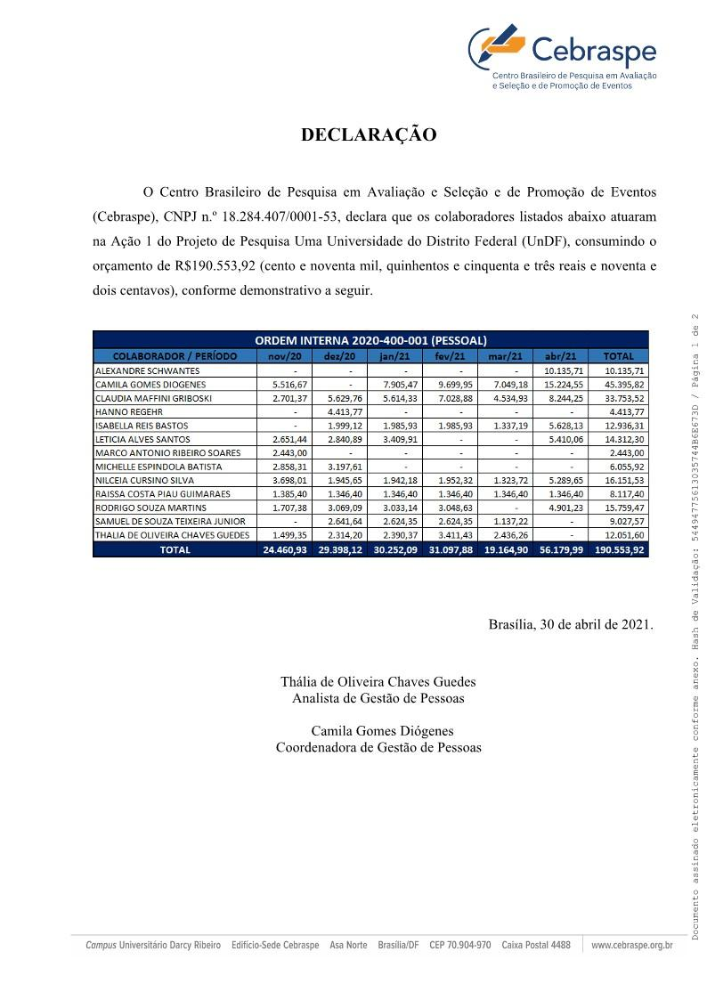 Cebraspe
Centro Brasileiro de Pesquisa em Avaliação
e Seleção e de Promoção de Eventos
DECLARAÇÃO
O Centro Brasileiro de Pesquisa em Avaliação e Seleção e de Promoção de Eventos
(Cebraspe), CNPJ n.º 18.284.407/0001-53, declara que os colaboradores listados abaixo atuaram
na Ação 1 do Projeto de Pesquisa Uma Universidade do Distrito Federal (UnDF), consumindo o
orçamento de R$190.553,92 (cento e noventa mil, quinhentos e cinquenta e três reais e noventa e
dois centavos), conforme demonstrativo a seguir.
ORDEM INTERNA 2020-400-001 (PESSOAL)
COLABORADOR / PERÍODO nov/20 dez/20 jan/21 fev/21 mar/21 abr/21 TOTAL
ALEXANDRE SCHWANTES - - - - - 10.135,71 10.135,71
CAMILA GOMES DIOGENES 5.516,67 - 7.905,47 9.699,95 7.049,18 15.224,55 45.395,82
CLAUDIA MAFFINI GRIBOSKI 2.701,37 5.629,76 5.614,33 7.028,88 4.534,93 8.244,25 33.753,52
HANNO REGEHR - 4.413,77 - - - - 4.413,77
ISABELLA REIS BASTOS - 1.999,12 1.985,93 1.985,93 1.337,19 5.628,13 12.936,31
LETICIA ALVES SANTOS 2.651,44 2.840,89 3.409,91 - - 5.410,06 14.312,30
MARCO ANTONIO RIBEIRO SOARES 2.443,00 - - - - - 2.443,00
MICHELLE ESPINDOLA BATISTA 2.858,31 3.197,61 - - - - 6.055,92
NILCEIA CURSINO SILVA 3.698,01 1.945,65 1.942,18 1.952,32 1.323,72 5.289,65 16.151,53
RAISSA COSTA PIAU GUIMARAES 1.385,40 1.346,40 1.346,40 1.346,40 1.346,40 1.346,40 8.117,40
RODRIGO SOUZA MARTINS 1.707,38 3.069,09 3.033,14 3.048,63 - 4.901,23 15.759,47
SAMUEL DE SOUZA TEIXEIRA JUNIOR - 2.641,64 2.624,35 2.624,35 1.137,22 - 9.027,57
THALIA DE OLIVEIRA CHAVES GUEDES 1.499,35 2.314,20 2.390,37 3.411,43 2.436,26 - 12.051,60
TOTAL 24.460,93 29.398,12 30.252,09 31.097,88 19.164,90 56.179,99 190.553,92
Brasília, 30 de abril de 2021.
Thália de Oliveira Chaves Guedes
Analista de Gestão de Pessoas
Camila Gomes Diógenes
Coordenadora de Gestão de Pessoas
Campus Universitário Darcy Ribeiro Edifício-Sede Cebraspe Asa Norte Brasília/DF CEP 70.904-970 Caixa Postal 4488 www.cebraspe.org.br
Documento assinado eletronicamente conforme anexo. Hash de Validação: 54494775613035744B6E673D / Página 1 de 2